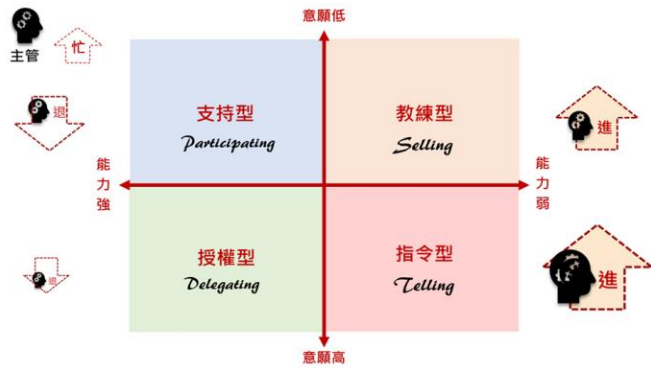 意願低
忙
主管
退
支持型
Participating
教練型
Selling
進
能力強
能力弱
授權型
Delegating
指令型
Telling
退
進
意願高